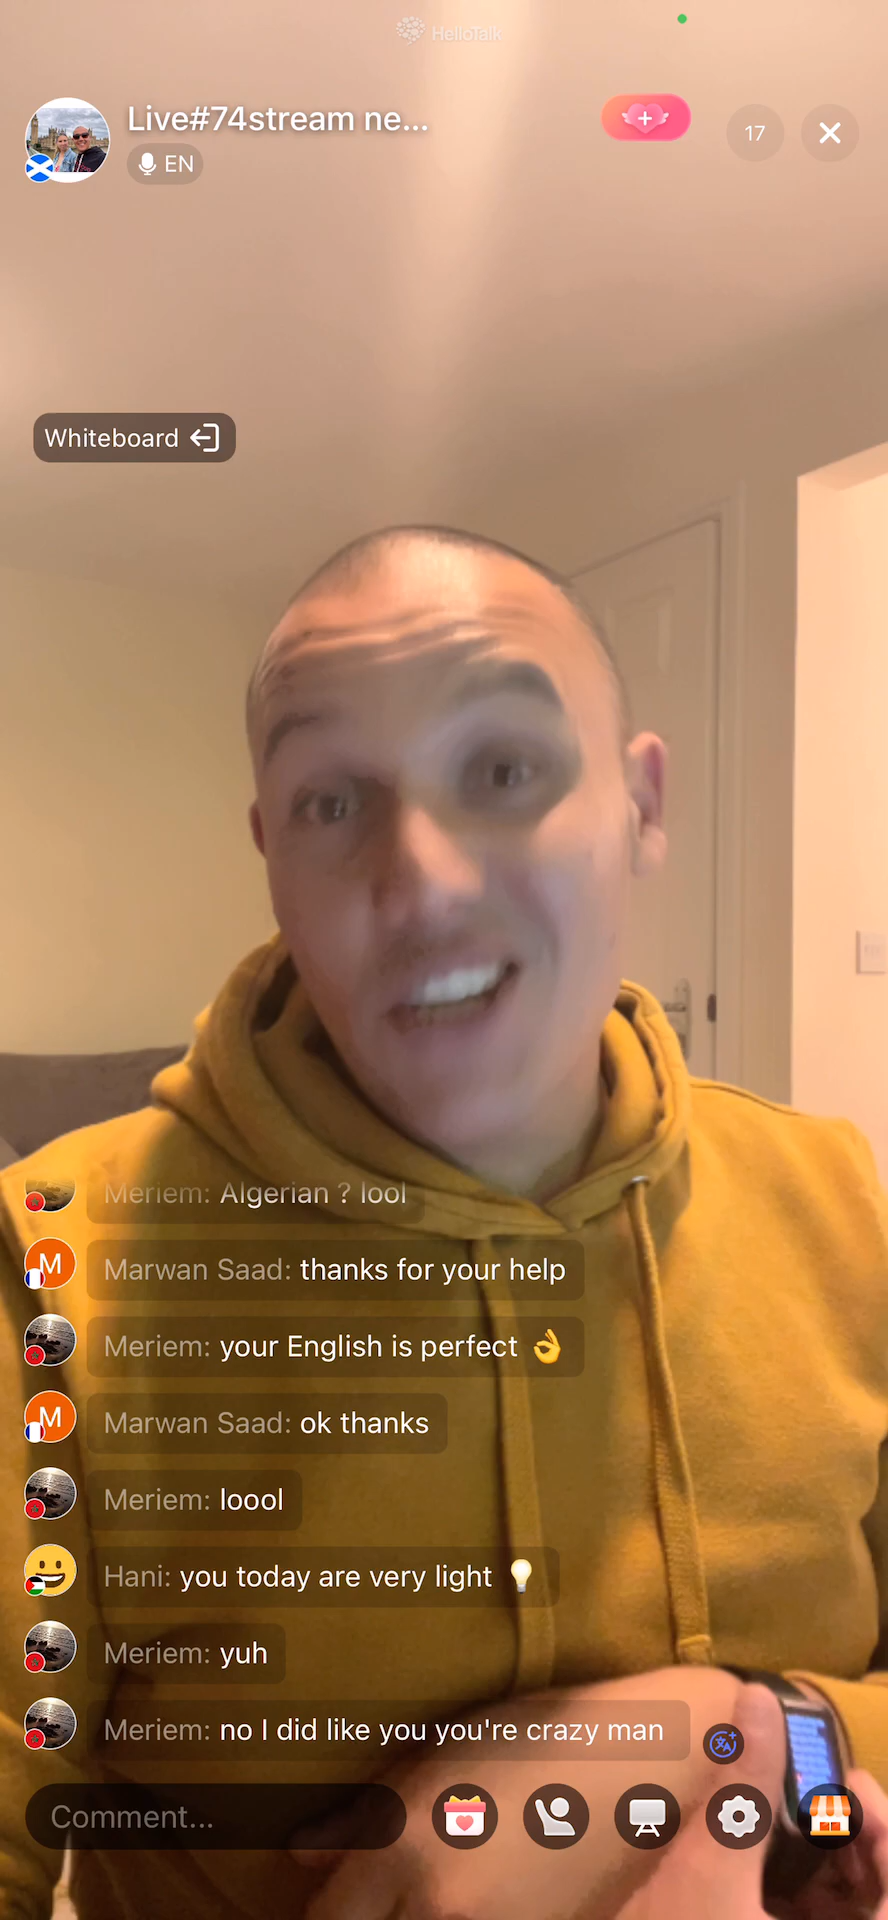 HelloTalk
Live#74stream ne...
EN
17
Whiteboard
Meriem: Algerian ? lool
M
Marwan Saad: thanks for your help
Meriem: your English is perfect 👌
M
Marwan Saad: ok thanks
Meriem: loool
Hani: you today are very light 💡
Meriem: yuh
Meriem: no I did like you you're crazy man
Comment...